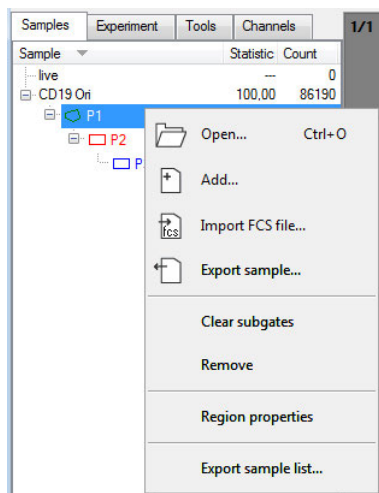 Samples Experiment Tools Channels 1/1
Sample Statistic Count
live --- 0
CD19 Ori 100,00 86190
P1
P2
P
Open... Ctrl+O
Add...
fcs Import FCS file...
Export sample...
Clear subgates
Remove
Region properties
Export sample list...